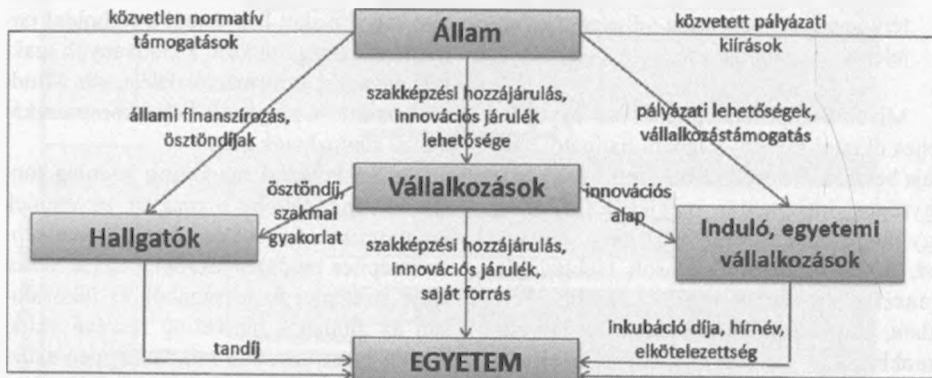 közvetlen normatív
támogatások
Állam
közvetett pályázati
kiírások
állami finanszírozás,
ösztöndíjak
szakképzési hozzájárulás,
innovációs járulék
lehetősége
pályázati lehetőségek
vállalkozástámogatás
ösztöndíj,
szakmai
gyakorlat
Vállalkozások
innovációs
alap
Hallgatók
Induló, egyetemi
vállalkozások
szakképzési hozzájárulás,
innovációs járulék,
saját forrás
tandíj
EGYETEM
inkubáció díja, hírnév,
elkötelezettség